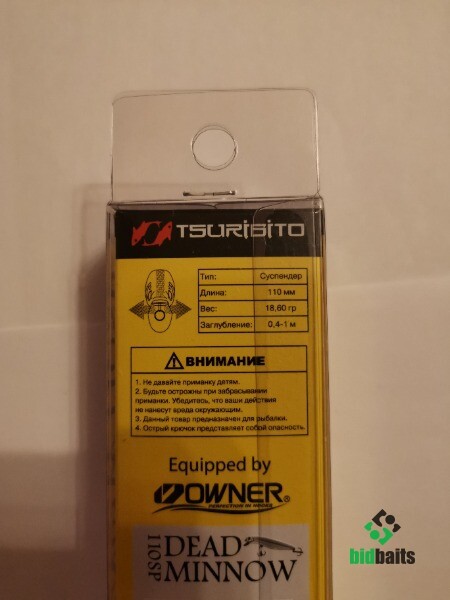 TSURIBITO
Тип: Суспендер
Длина: 110 мм
Вес: 18,60 гр
Заглубление: 0,4-1 м
ВНИМАНИЕ
1. Не давайте приманку детям.
2. Будьте осторожны при забрасывании
приманки. Убедитесь, что ваши действия
не нанесут вреда окружающим.
3. Данный товар предназначен для рыбалки.
4. Острый крючок представляет собой опасность.
Equipped by
OWNER®
110SP
DEAD
MINNOW
bidbaits